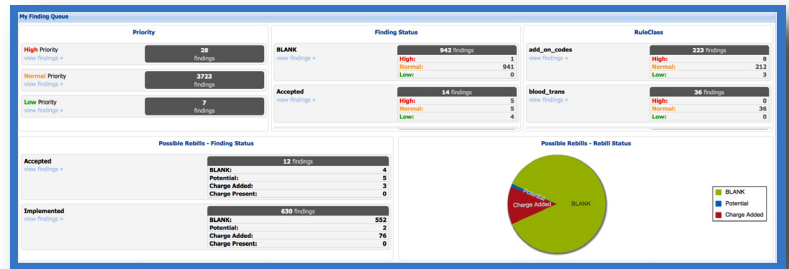 My Finding Queue
Priority
High Priority
view findings »
28
findings
Normal Priority
view findings »
3723
findings
Low Priority
view findings »
7
findings
Finding Status
BLANK
view findings »
942 findings
High: 1
Normal: 941
Low: 0
Accepted
view findings »
14 findings
High: 5
Normal: 5
Low: 4
RuleClass
add_on_codes
view findings »
223 findings
High: 8
Normal: 212
Low: 3
blood_trans
view findings »
36 findings
High: 0
Normal: 36
Low: 0
Possible Rebills - Finding Status
Accepted
view findings »
12 findings
BLANK: 4
Potential: 5
Charge Added: 3
Charge Present: 0
Implemented
view findings »
630 findings
BLANK: 552
Potential: 2
Charge Added: 76
Charge Present: 0
Possible Rebills - Rebill Status
Potential
Charge Added
BLANK
BLANK
Potential
Charge Added